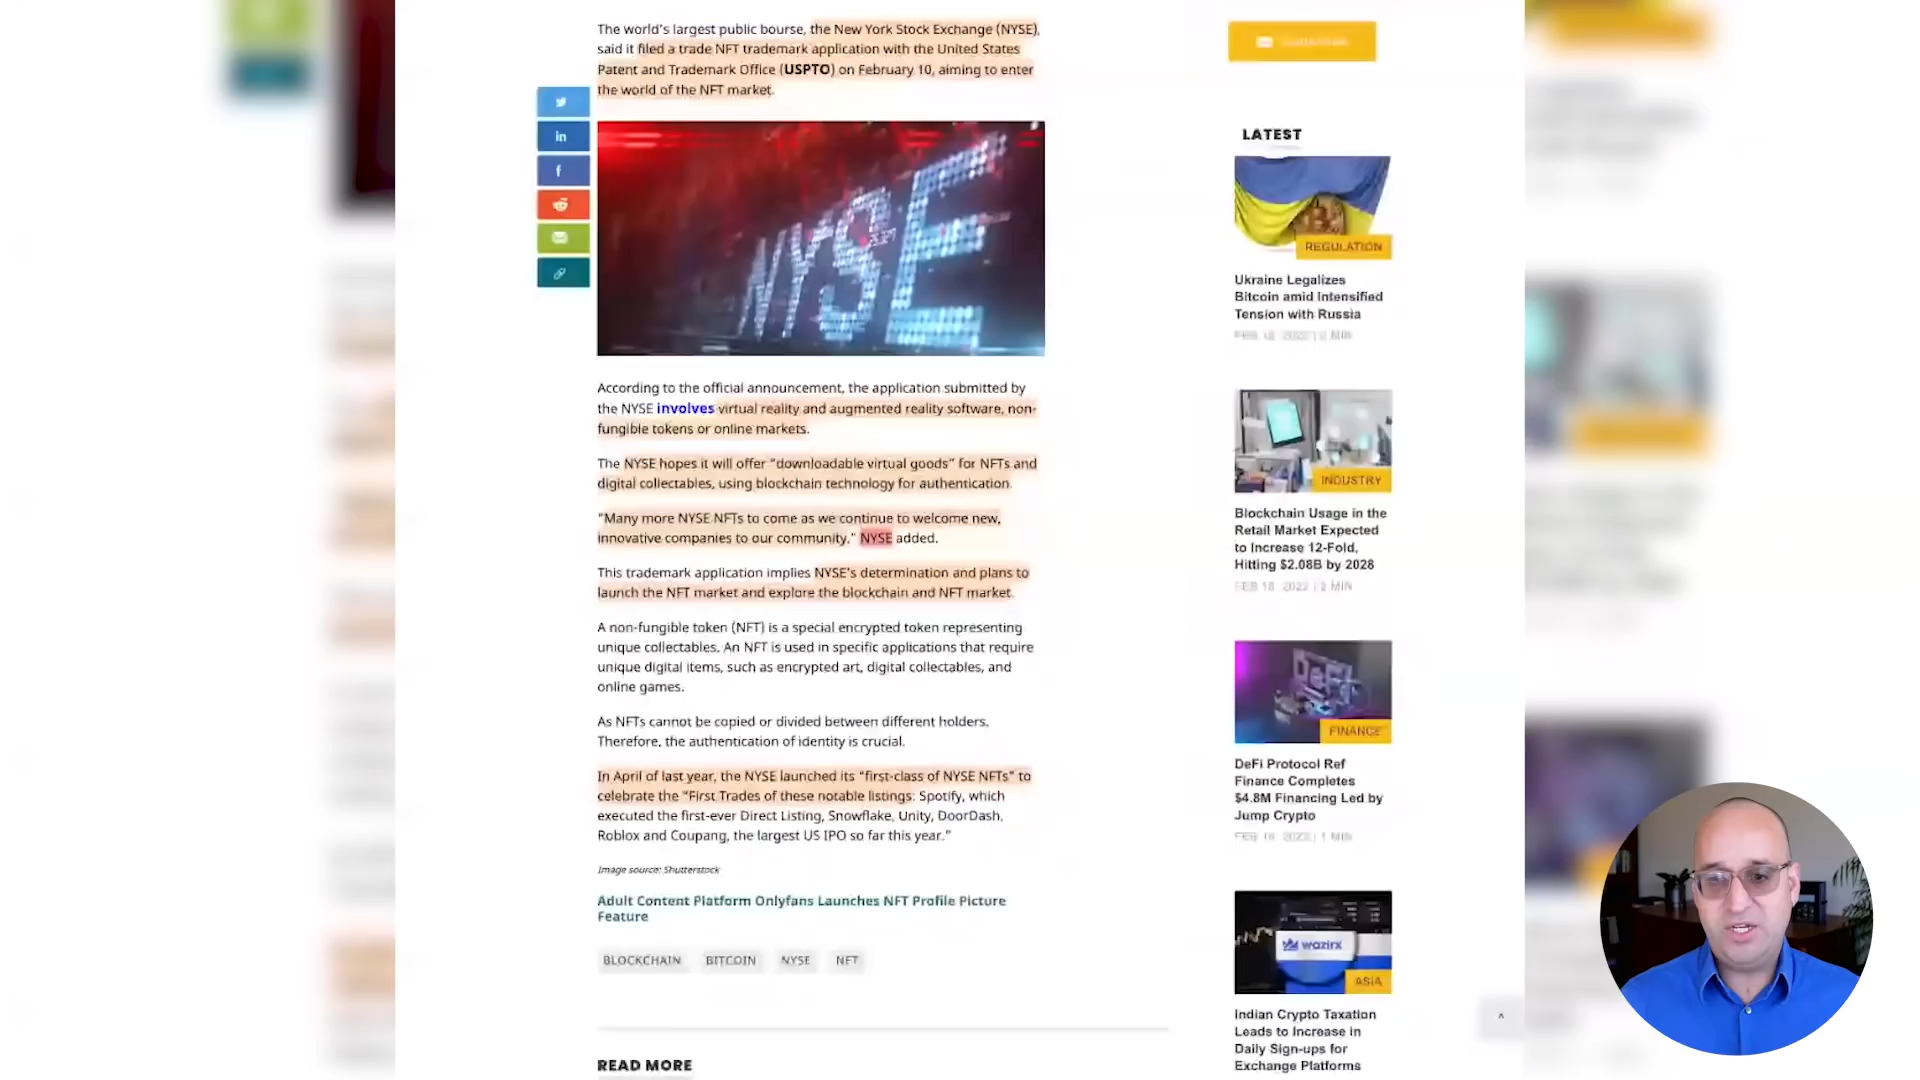 The world's largest public bourse, the New York Stock Exchange (NYSE),
said it filed a trade NFT trademark application with the United States
Patent and Trademark Office (USPTO) on February 10, aiming to enter
the world of the NFT market.
NYSE
According to the official announcement, the application submitted by
the NYSE involves virtual reality and augmented reality software, non-
fungible tokens or online markets.
The NYSE hopes it will offer "downloadable virtual goods" for NFTs and
digital collectables, using blockchain technology for authentication.
"Many more NYSE NFTs to come as we continue to welcome new,
innovative companies to our community." NYSE added.
This trademark application implies NYSE's determination and plans to
launch the NFT market and explore the blockchain and NFT market.
A non-fungible token (NFT) is a special encrypted token representing
unique collectables. An NFT is used in specific applications that require
unique digital items, such as encrypted art, digital collectables, and
online games.
As NFTs cannot be copied or divided between different holders.
Therefore, the authentication of identity is crucial.
In April of last year, the NYSE launched its "first-class of NYSE NFTs" to
celebrate the "First Trades of these notable listings: Spotify, which
executed the first-ever Direct Listing, Snowflake, Unity, DoorDash,
Roblox and Coupang, the largest US IPO so far this year."
Image source: Shutterstock
Adult Content Platform Onlyfans Launches NFT Profile Picture
Feature
BLOCKCHAIN BITCOIN NYSE NFT
READ MORE
LATEST
REGULATION
Ukraine Legalizes
Bitcoin amid Intensified
Tension with Russia
INDUSTRY
Blockchain Usage in the
Retail Market Expected
to Increase 12-Fold,
Hitting $2.08B by 2028
FEB 18, 2022 | 2 MIN
DeFi
FINANCE
DeFi Protocol Ref
Finance Completes
$4.8M Financing Led by
Jump Crypto
wazirx
ASIA
Indian Crypto Taxation
Leads to Increase in
Daily Sign-ups for
Exchange Platforms